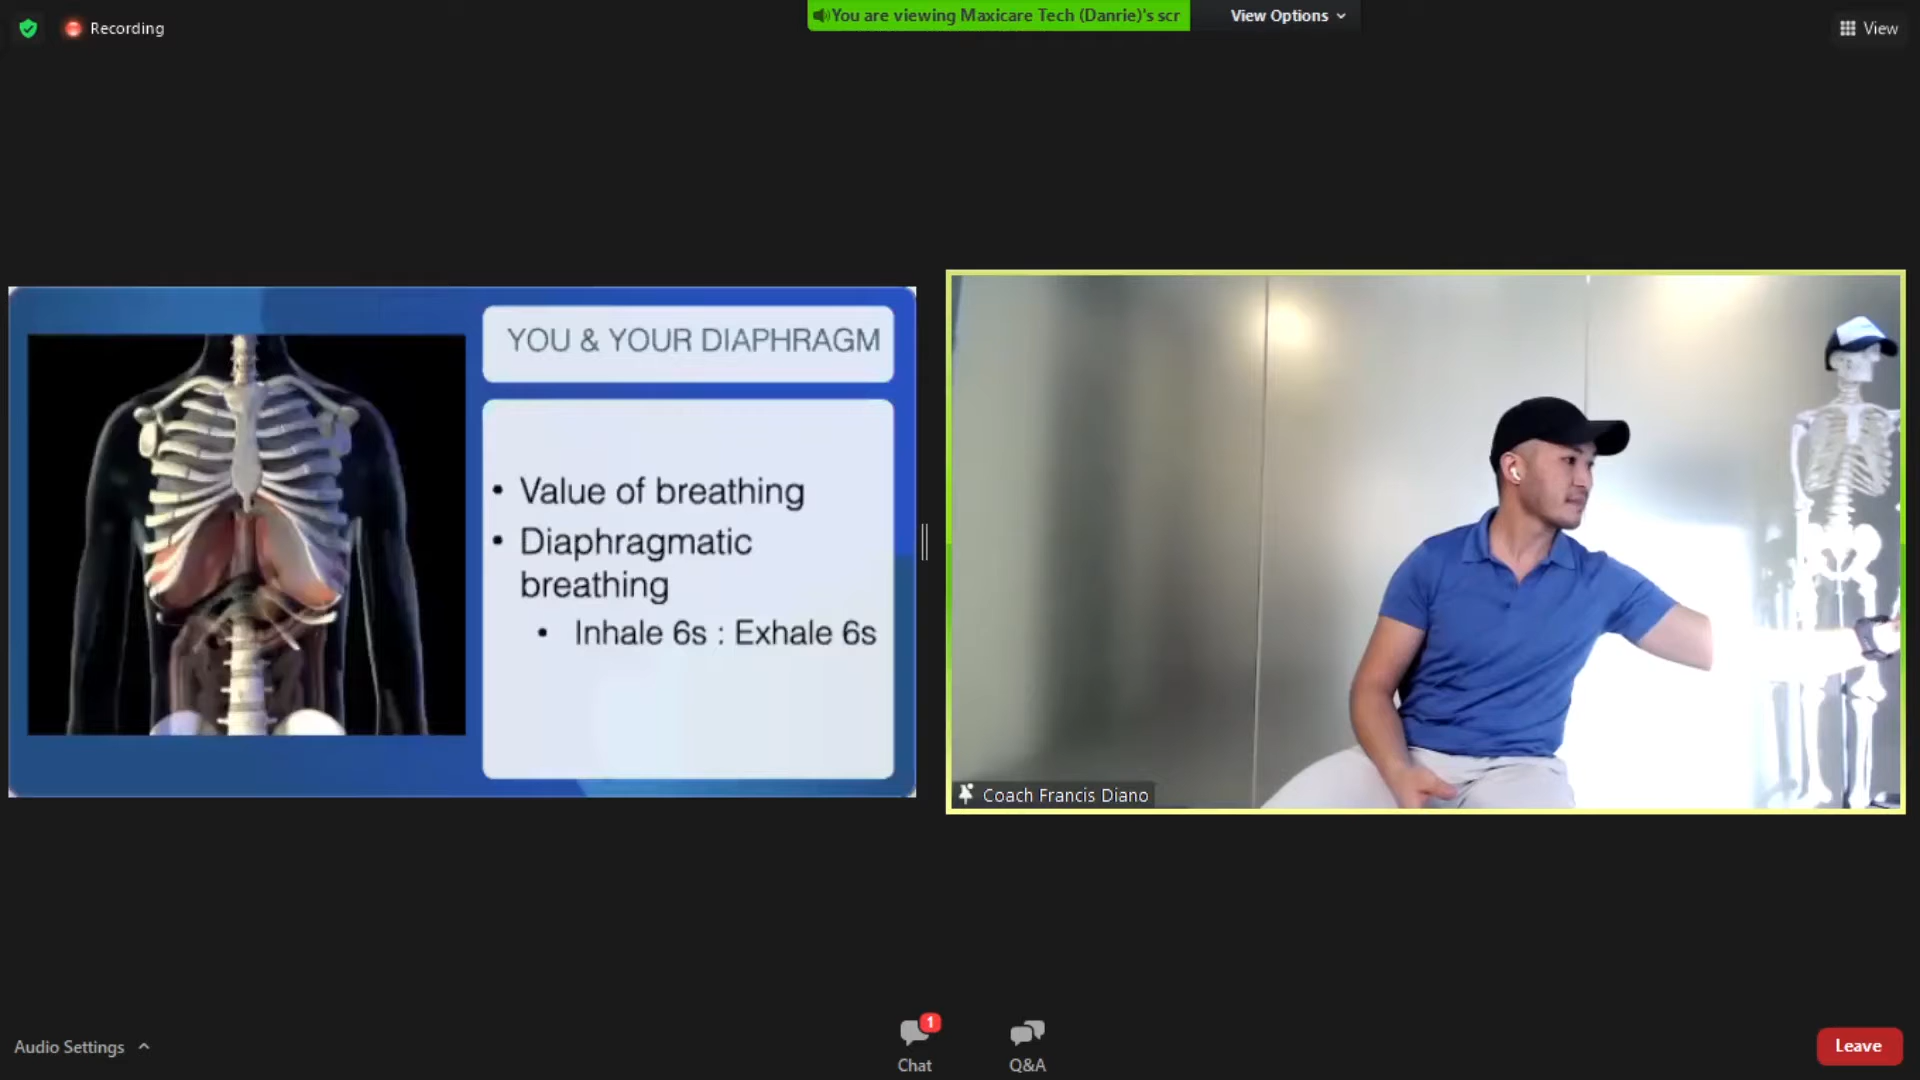 Recording
You are viewing Maxicare Tech (Danrie)'s scr
View Options
View
YOU & YOUR DIAPHRAGM
• Value of breathing
• Diaphragmatic
breathing
• Inhale 6s : Exhale 6s
Coach Francis Diano
Audio Settings
1
Chat
Q&A
Leave